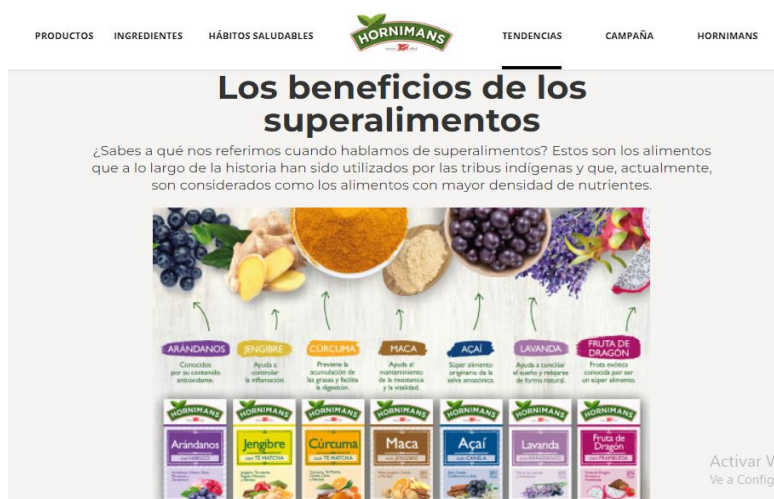 PRODUCTOS INGREDIENTES HÁBITOS SALUDABLES HORNIMANS TENDENCIAS CAMPAÑA HORNIMANS
Los beneficios de los
superalimentos
¿Sabes a qué nos referimos cuando hablamos de superalimentos? Estos son los alimentos
que a lo largo de la historia han sido utilizados por las tribus indígenas y que, actualmente,
son considerados como los alimentos con mayor densidad de nutrientes.
ARÁNDANOS
Conocidos
por su contenido
antioxidante.
JENGIBRE
Ayuda a
controlar
la inflamación.
CÚRCUMA
Previene la
acumulación de
las grasas y facilita
la digestión.
MACA
Ayuda al
mantenimiento
de la resistencia
y la vitalidad.
AÇAÍ
Súper alimento
originario de la
selva amazónica.
LAVANDA
Ayuda a conciliar
el sueño y relajarse
de forma natural.
FRUTA DE
DRAGÓN
Fruta exótica
conocida por ser
un súper alimento.
HORNIMANS HORNIMANS HORNIMANS HORNIMANS HORNIMANS HORNIMANS HORNIMANS
Arándanos
con HIBISCO
Jengibre
con TÉ MATCHA
Cúrcuma
con TÉ MATCHA
Maca
con JENGIBRE
Açaí
con CANELA
Lavanda
Fruta de
Dragón
con FRAMBUESA
Activar V
Ve a Config